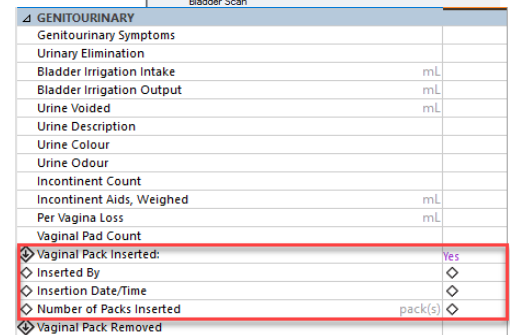 Bladder Scan
GENITOURINARY
Genitourinary Symptoms
Urinary Elimination
Bladder Irrigation Intake mL
Bladder Irrigation Output mL
Urine Voided mL
Urine Description
Urine Colour
Urine Odour
Incontinent Count
Incontinent Aids, Weighed mL
Per Vagina Loss mL
Vaginal Pad Count
Vaginal Pack Inserted: Yes
Inserted By
Insertion Date/Time
Number of Packs Inserted pack(s)
Vaginal Pack Removed